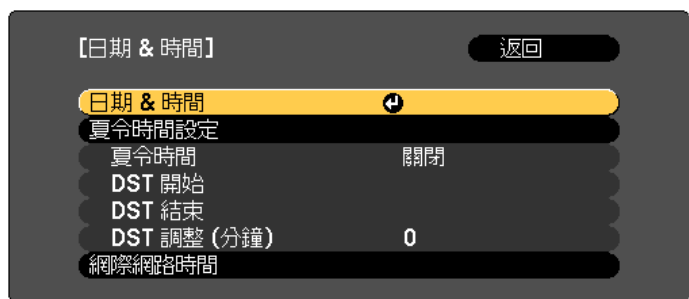 [日期 & 時間] 返回
日期 & 時間
夏令時間設定
夏令時間 關閉
DST 開始
DST 結束
DST 調整 (分鐘) 0
網際網路時間